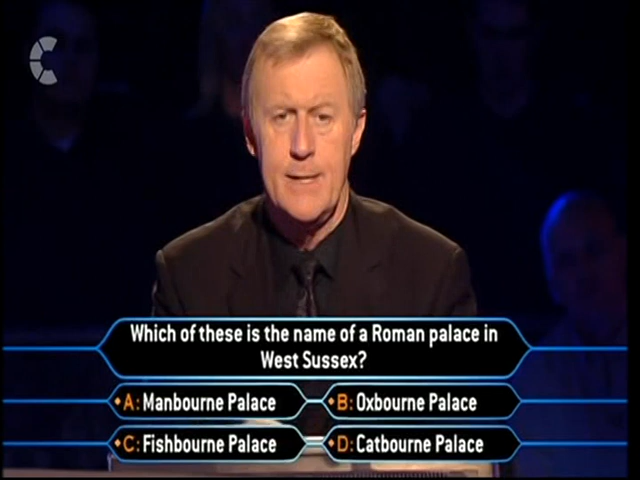 Which of these is the name of a Roman palace in
West Sussex?
A: Manbourne Palace
B: Oxbourne Palace
C: Fishbourne Palace
D: Catbourne Palace